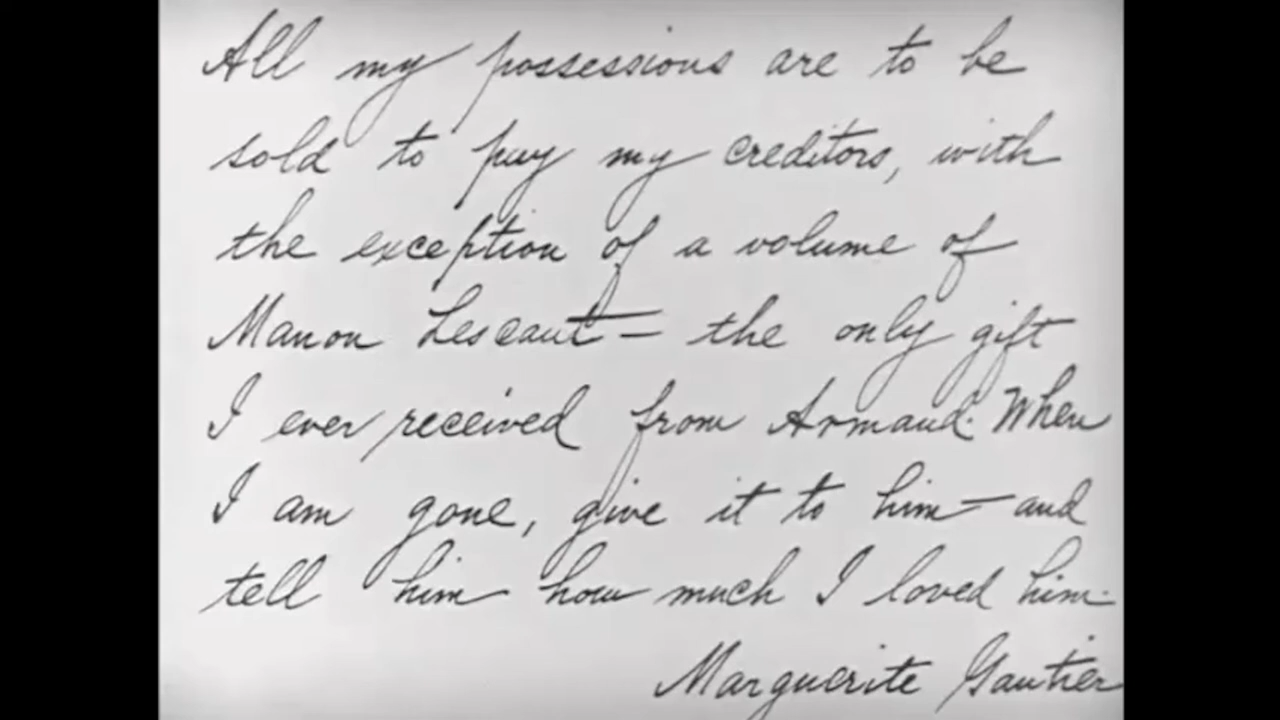 All my possessions are to be
sold to pay my creditors, with
the exception of a volume of
Manon Lescaut — the only gift
I ever received from Armand. When
I am gone, give it to him — and
tell him how much I loved him.
Marguerite Gautier